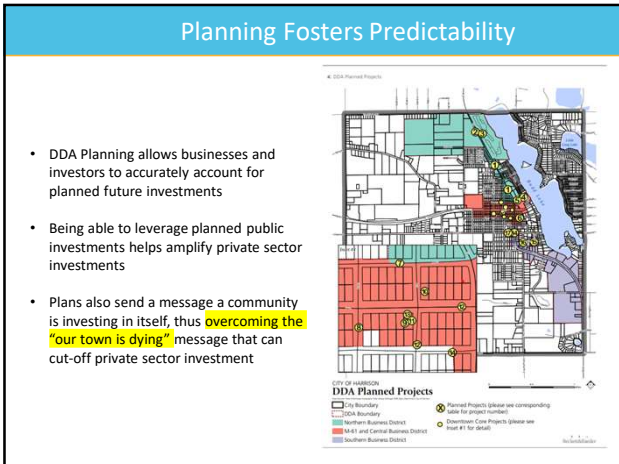 Planning Fosters Predictability
• DDA Planning allows businesses and
investors to accurately account for
planned future investments
• Being able to leverage planned public
investments helps amplify private sector
investments
• Plans also send a message a community
is investing in itself, thus overcoming the
“our town is dying” message that can
cut-off private sector investment
DDA Planned Projects
CITY OF HARRISON
DDA Planned Projects
City Boundary
DDA Boundary
Northern Business District
M-61 and Central Business District
Southern Business District
Planned Projects (please see corresponding
table for project number)
Downtown Core Projects (please see
Inset #1 for detail)